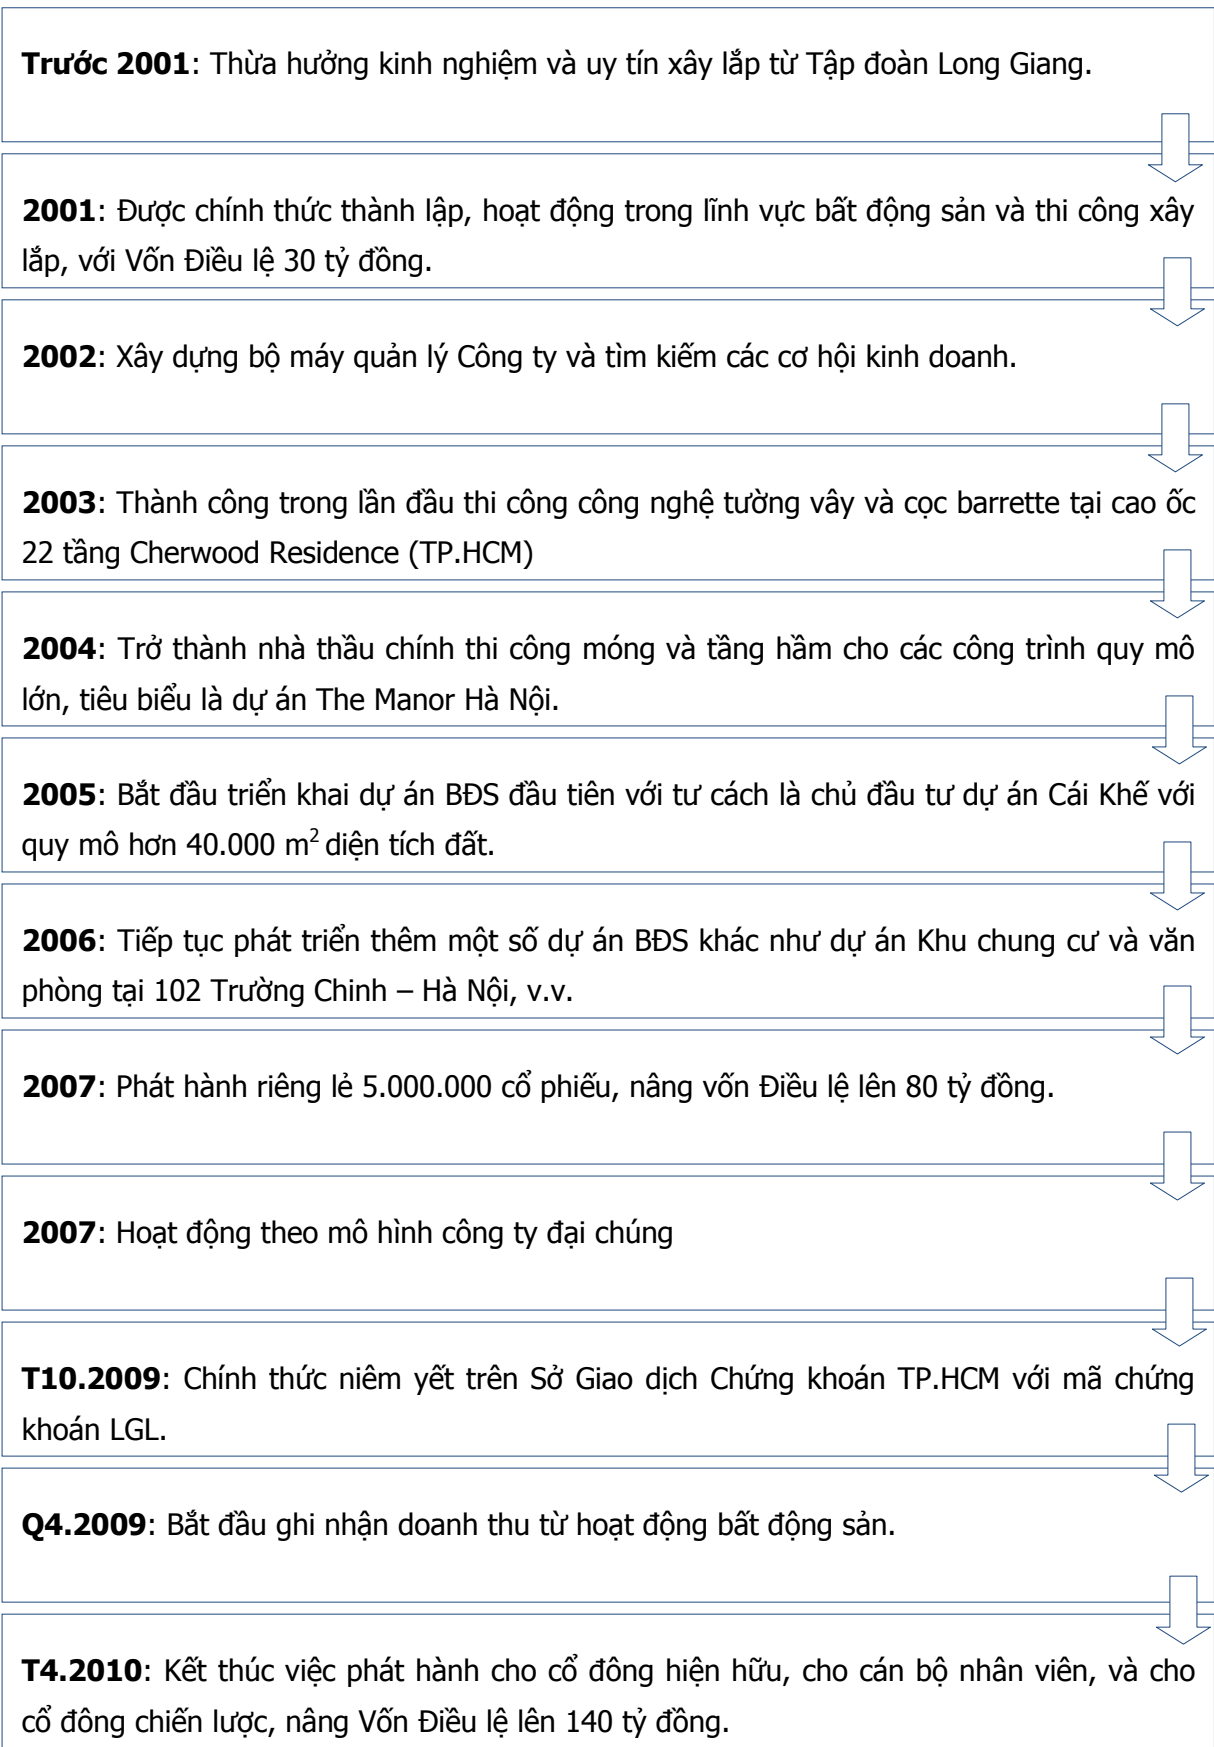 Trước 2001: Thừa hưởng kinh nghiệm và uy tín xây lắp từ Tập đoàn Long Giang.
2001: Được chính thức thành lập, hoạt động trong lĩnh vực bất động sản và thi công xây
lắp, với Vốn Điều lệ 30 tỷ đồng.
2002: Xây dựng bộ máy quản lý Công ty và tìm kiếm các cơ hội kinh doanh.
2003: Thành công trong lần đầu thi công công nghệ tường vây và cọc barrette tại cao ốc
22 tầng Cherwood Residence (TP.HCM)
2004: Trở thành nhà thầu chính thi công móng và tầng hầm cho các công trình quy mô
lớn, tiêu biểu là dự án The Manor Hà Nội.
2005: Bắt đầu triển khai dự án BĐS đầu tiên với tư cách là chủ đầu tư dự án Cái Khế với
quy mô hơn 40.000 m² diện tích đất.
2006: Tiếp tục phát triển thêm một số dự án BĐS khác như dự án Khu chung cư và văn
phòng tại 102 Trường Chinh – Hà Nội, v.v.
2007: Phát hành riêng lẻ 5.000.000 cổ phiếu, nâng vốn Điều lệ lên 80 tỷ đồng.
2007: Hoạt động theo mô hình công ty đại chúng
T10.2009: Chính thức niêm yết trên Sở Giao dịch Chứng khoán TP.HCM với mã chứng
khoán LGL.
Q4.2009: Bắt đầu ghi nhận doanh thu từ hoạt động bất động sản.
T4.2010: Kết thúc việc phát hành cho cổ đông hiện hữu, cho cán bộ nhân viên, và cho
cổ đông chiến lược, nâng Vốn Điều lệ lên 140 tỷ đồng.